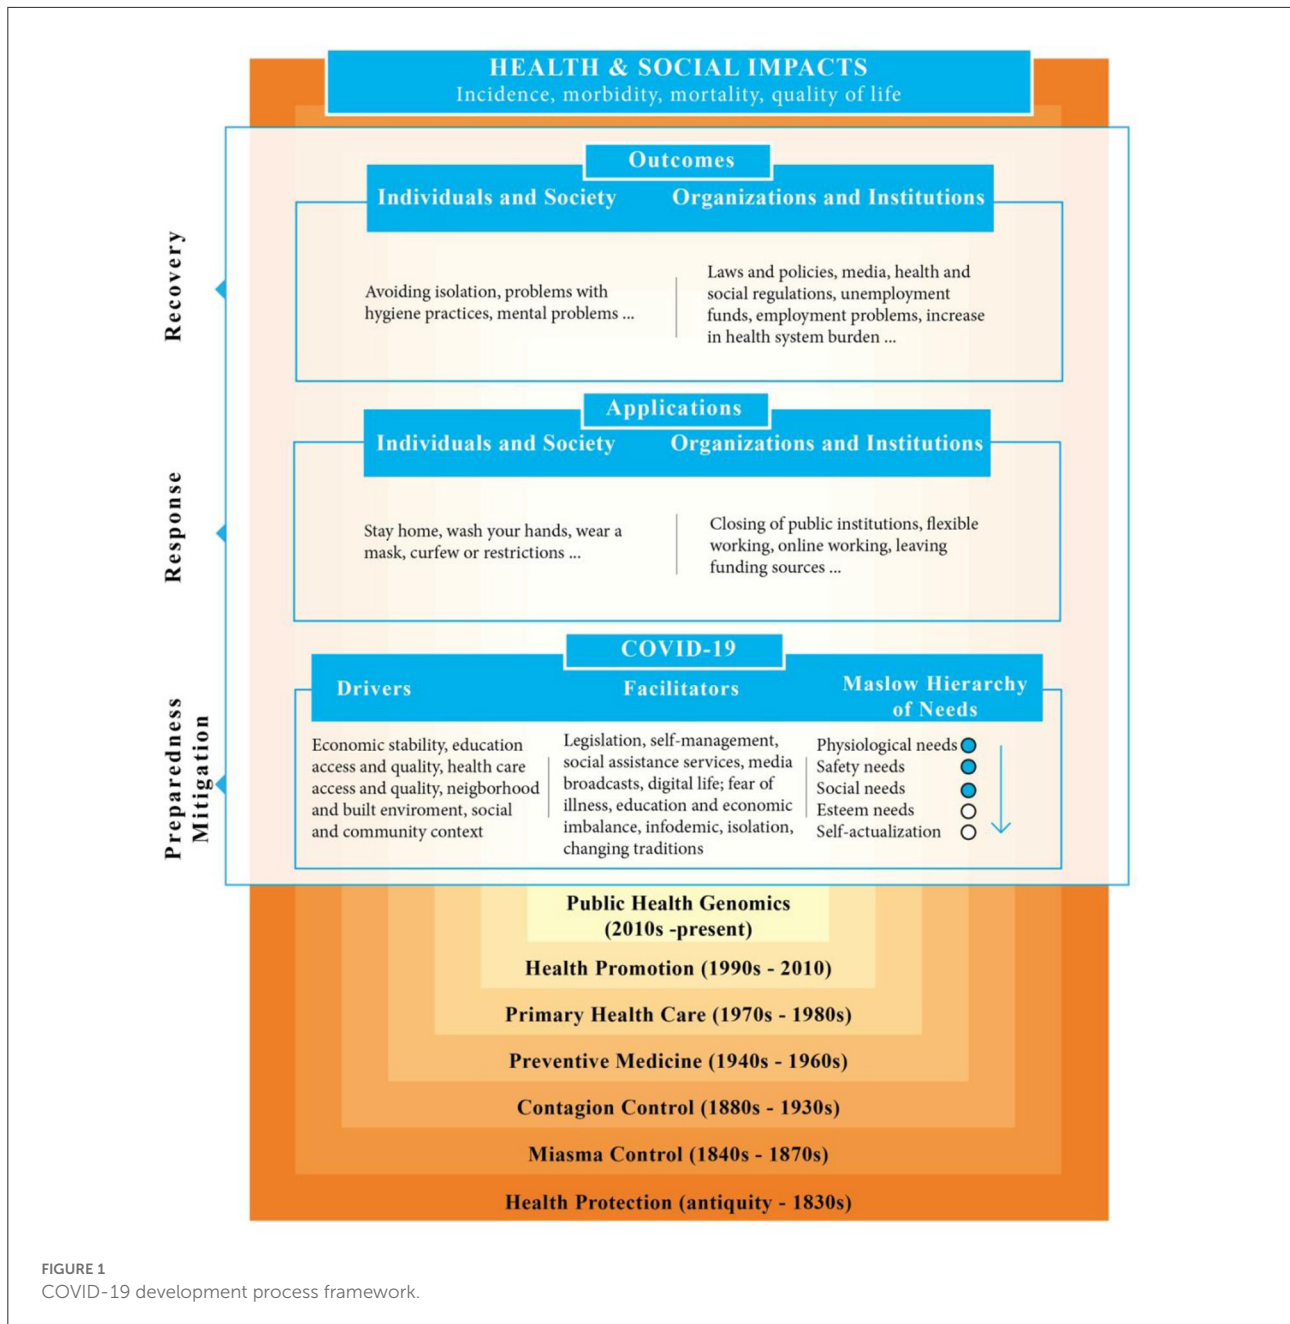 HEALTH & SOCIAL IMPACTS
Incidence, morbidity, mortality, quality of life
Recovery
Outcomes
Individuals and Society
Organizations and Institutions
Avoiding isolation, problems with
hygiene practices, mental problems ...
Laws and policies, media, health and
social regulations, unemployment
funds, employment problems, increase
in health system burden ...
Response
Applications
Individuals and Society
Organizations and Institutions
Stay home, wash your hands, wear a
mask, curfew or restrictions ...
Closing of public institutions, flexible
working, online working, leaving
funding sources ...
Preparedness
Mitigation
COVID-19
Drivers
Economic stability, education
access and quality, health care
access and quality, neigborhood
and built enviroment, social
and community context
Facilitators
Legislation, self-management,
social assistance services, media
broadcasts, digital life; fear of
illness, education and economic
imbalance, infodemic, isolation,
changing traditions
Maslow Hierarchy
of Needs
Physiological needs
Safety needs
Social needs
Esteem needs
Self-actualization
Public Health Genomics
(2010s -present)
Health Promotion (1990s - 2010)
Primary Health Care (1970s - 1980s)
Preventive Medicine (1940s - 1960s)
Contagion Control (1880s - 1930s)
Miasma Control (1840s - 1870s)
Health Protection (antiquity - 1830s)
FIGURE 1
COVID-19 development process framework.